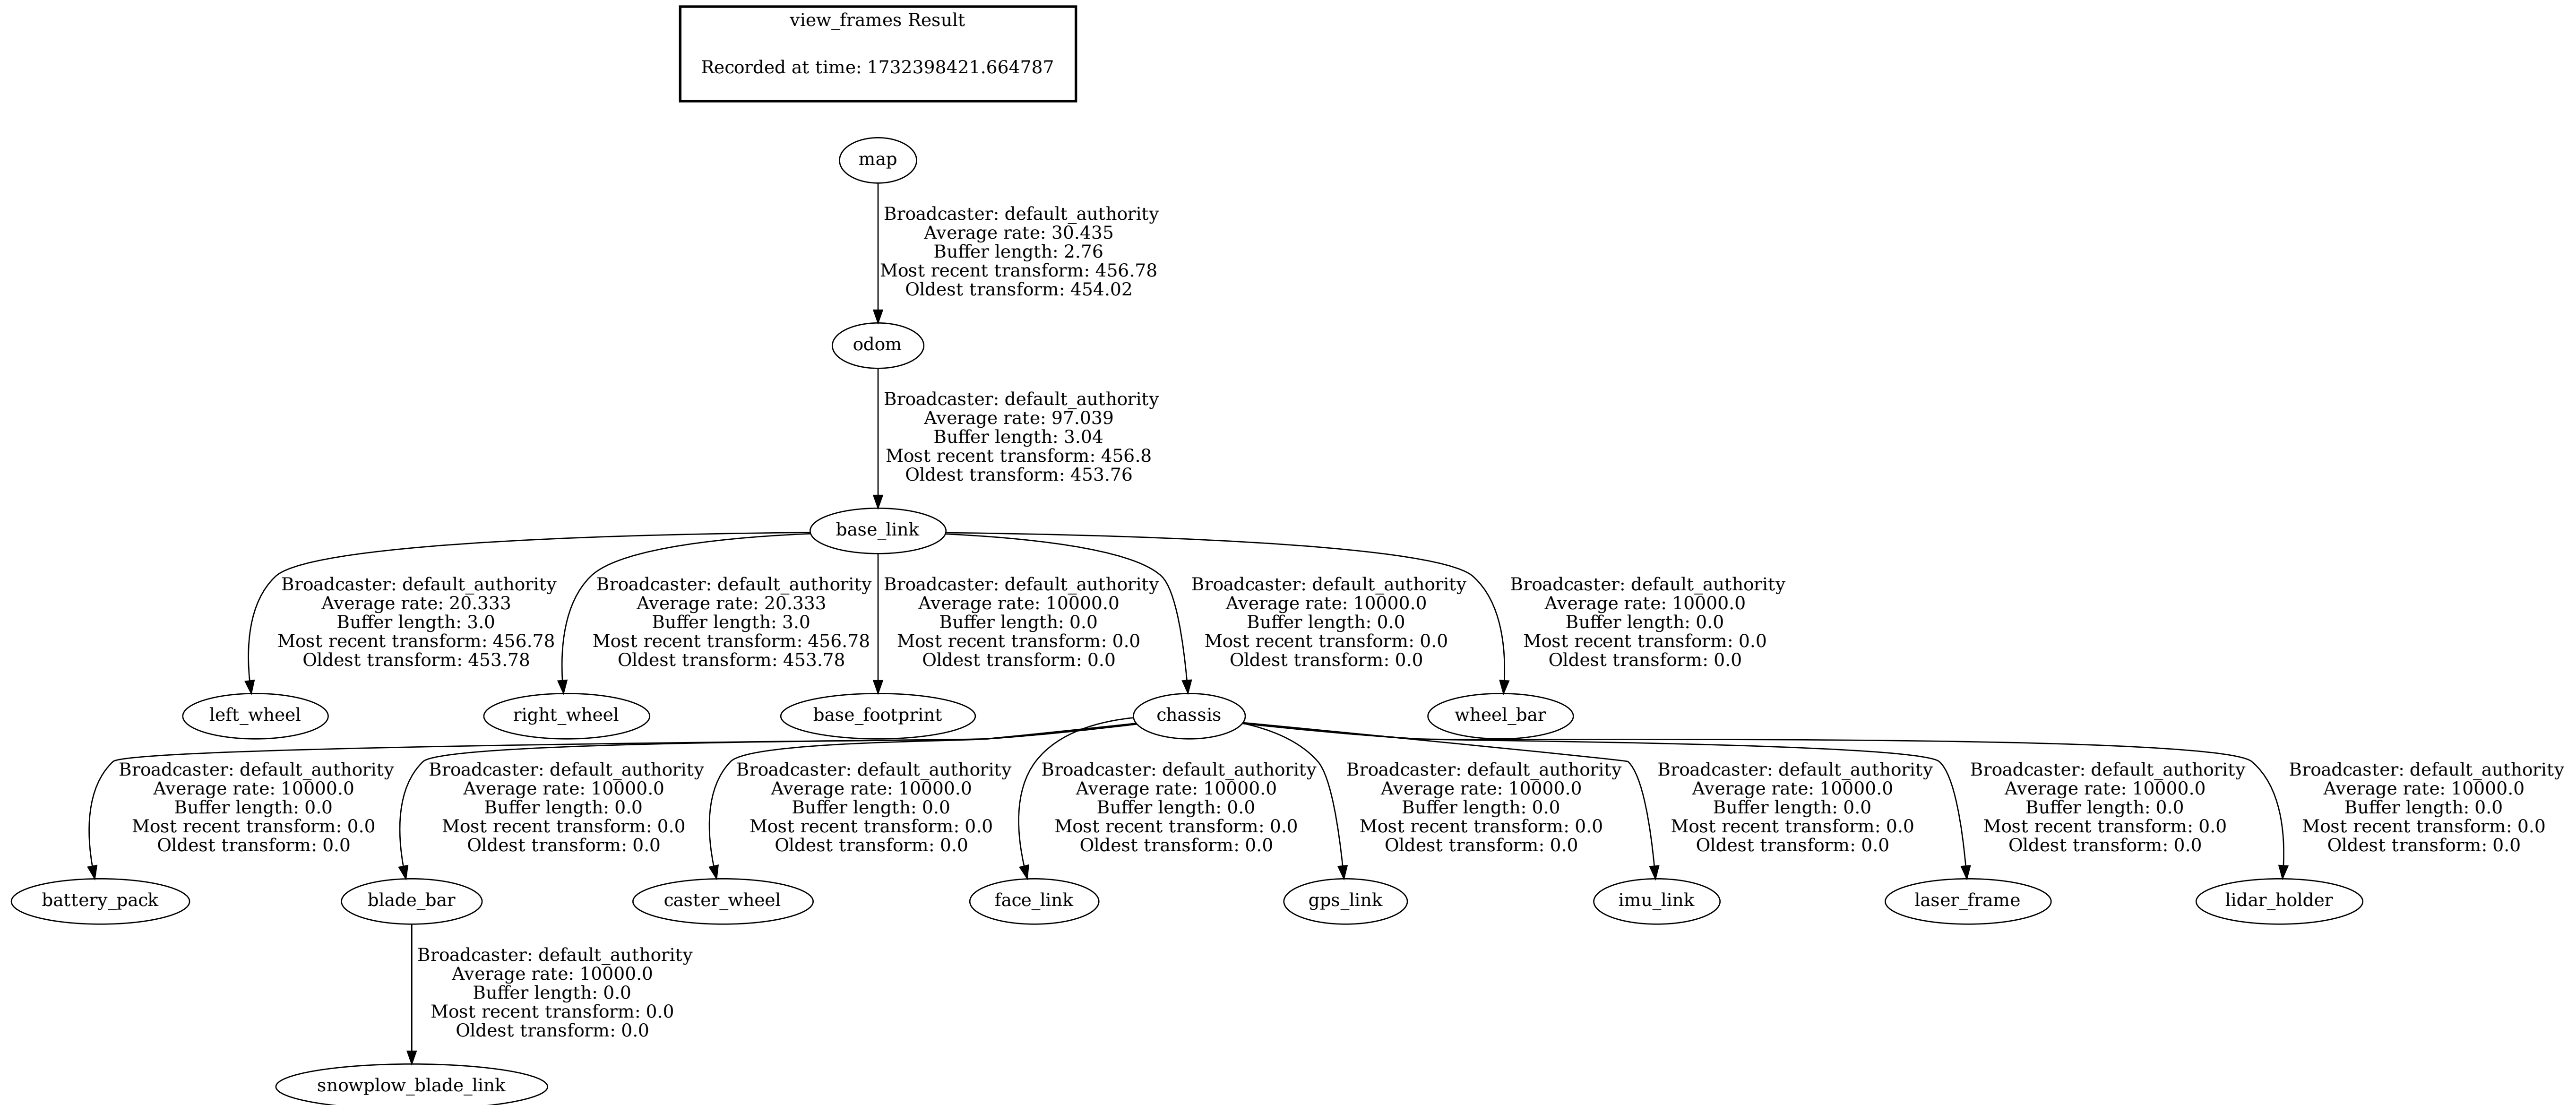 view_frames Result
Recorded at time: 1732398421.664787
map
Broadcaster: default_authority
Average rate: 30.435
Buffer length: 2.76
Most recent transform: 456.78
Oldest transform: 454.02
odom
Broadcaster: default_authority
Average rate: 97.039
Buffer length: 3.04
Most recent transform: 456.8
Oldest transform: 453.76
base_link
Broadcaster: default_authority
Average rate: 20.333
Buffer length: 3.0
Most recent transform: 456.78
Oldest transform: 453.78
Broadcaster: default_authority
Average rate: 20.333
Buffer length: 3.0
Most recent transform: 456.78
Oldest transform: 453.78
Broadcaster: default_authority
Average rate: 10000.0
Buffer length: 0.0
Most recent transform: 0.0
Oldest transform: 0.0
Broadcaster: default_authority
Average rate: 10000.0
Buffer length: 0.0
Most recent transform: 0.0
Oldest transform: 0.0
Broadcaster: default_authority
Average rate: 10000.0
Buffer length: 0.0
Most recent transform: 0.0
Oldest transform: 0.0
left_wheel
right_wheel
base_footprint
chassis
wheel_bar
Broadcaster: default_authority
Average rate: 10000.0
Buffer length: 0.0
Most recent transform: 0.0
Oldest transform: 0.0
Broadcaster: default_authority
Average rate: 10000.0
Buffer length: 0.0
Most recent transform: 0.0
Oldest transform: 0.0
Broadcaster: default_authority
Average rate: 10000.0
Buffer length: 0.0
Most recent transform: 0.0
Oldest transform: 0.0
Broadcaster: default_authority
Average rate: 10000.0
Buffer length: 0.0
Most recent transform: 0.0
Oldest transform: 0.0
Broadcaster: default_authority
Average rate: 10000.0
Buffer length: 0.0
Most recent transform: 0.0
Oldest transform: 0.0
Broadcaster: default_authority
Average rate: 10000.0
Buffer length: 0.0
Most recent transform: 0.0
Oldest transform: 0.0
Broadcaster: default_authority
Average rate: 10000.0
Buffer length: 0.0
Most recent transform: 0.0
Oldest transform: 0.0
Broadcaster: default_authority
Average rate: 10000.0
Buffer length: 0.0
Most recent transform: 0.0
Oldest transform: 0.0
battery_pack
blade_bar
caster_wheel
face_link
gps_link
imu_link
laser_frame
lidar_holder
Broadcaster: default_authority
Average rate: 10000.0
Buffer length: 0.0
Most recent transform: 0.0
Oldest transform: 0.0
snowplow_blade_link